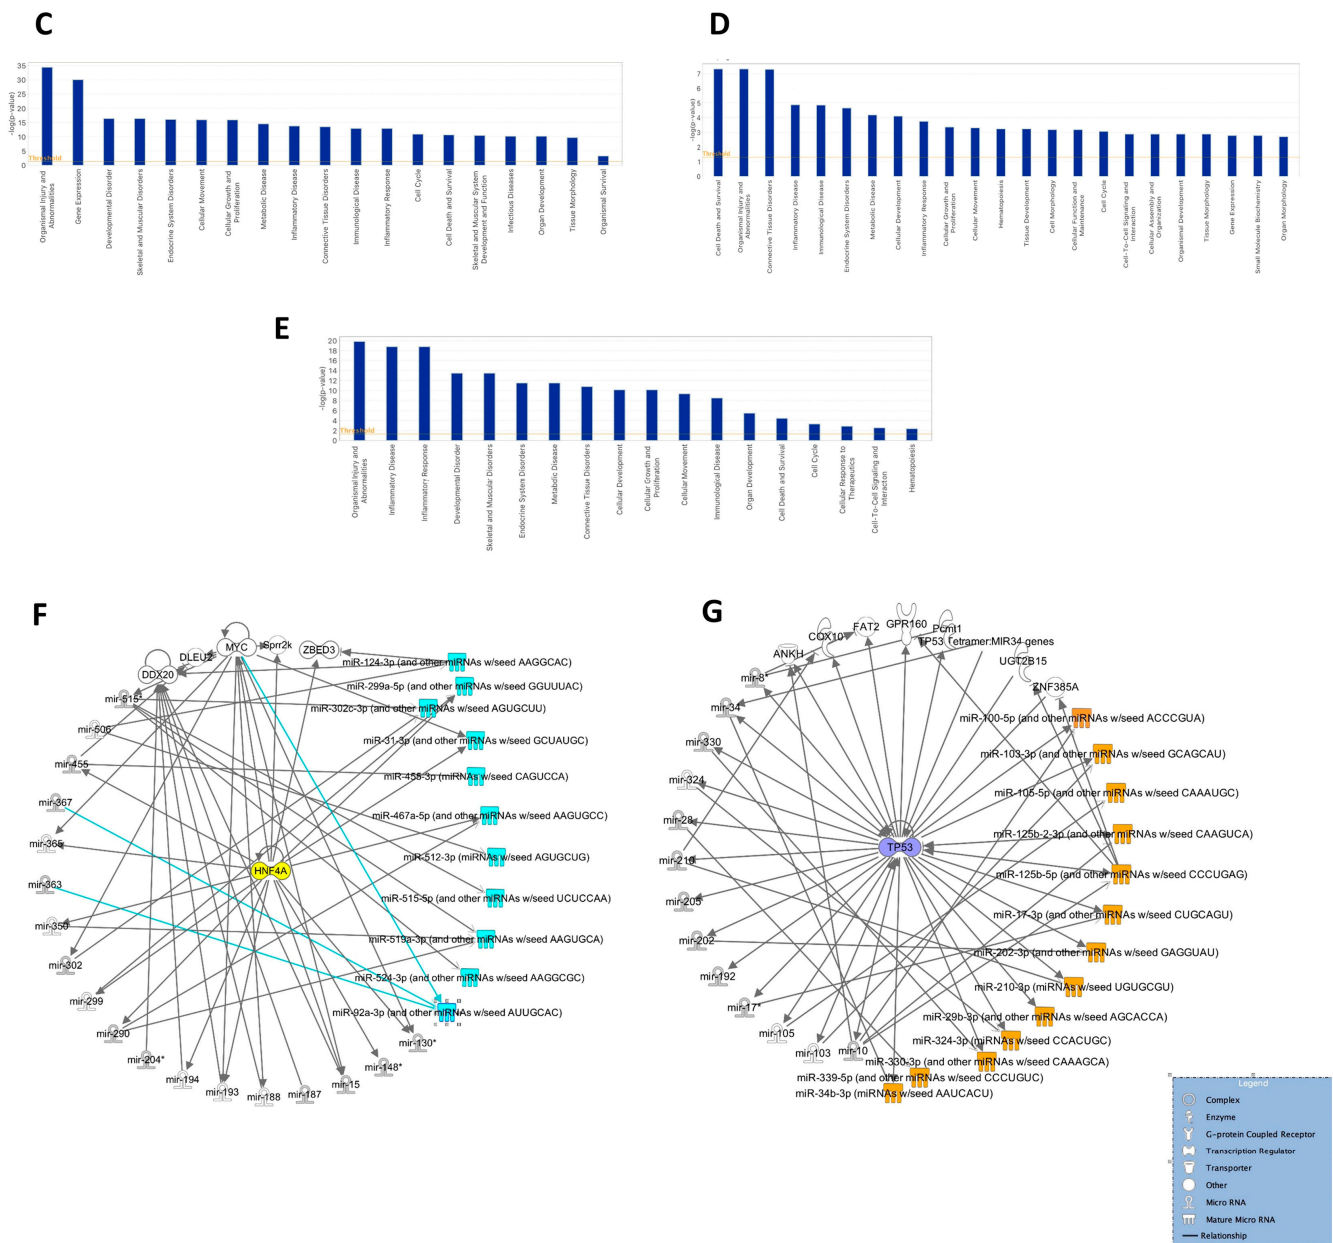 C
D
-log(p-value)
35
30
25
20
15
10
5
0
Threshold
Organismal Injury and
Abnormalities
Gene Expression
Developmental Disorder
Skeletal and Muscular Disorders
Endocrine System Disorders
Cellular Movement
Cellular Growth and
Proliferation
Metabolic Disease
Inflammatory Disease
Connective Tissue Disorders
Immunological Disease
Inflammatory Response
Cell Cycle
Cell Death and Survival
Skeletal and Muscular System
Development and Function
Infectious Diseases
Organ Development
Tissue Morphology
Organismal Survival
-log(p-value)
7
6
5
4
3
2
1
Threshold
Cell Death and Survival
Organismal Injury and
Abnormalities
Connective Tissue Disorders
Inflammatory Disease
Immunological Disease
Endocrine System Disorders
Metabolic Disease
Cellular Development
Inflammatory Response
Cellular Growth and
Proliferation
Cellular Movement
Hematopoiesis
Tissue Development
Cell Morphology
Cellular Function and
Maintenance
Cell Cycle
Cell-To-Cell Signaling and
Interaction
Cellular Assembly and
Organization
Organismal Development
Tissue Morphology
Gene Expression
Small Molecule Biochemistry
Organ Morphology
E
-log(p-value)
20
18
16
14
12
10
8
6
4
2
0
Threshold
Organismal Injury and
Abnormalities
Inflammatory Disease
Inflammatory Response
Developmental Disorder
Skeletal and Muscular Disorders
Endocrine System Disorders
Metabolic Disease
Connective Tissue Disorders
Cellular Development
Cellular Growth and
Proliferation
Cellular Movement
Immunological Disease
Organ Development
Cell Death and Survival
Cell Cycle
Cellular Response to
Therapeutics
Cell-To-Cell Signaling and
Interaction
Hematopoiesis
F
MYC
Sprr2k
ZBED3
DLEU2
DDX20
miR-124-3p (and other miRNAs w/seed AAGGCAC)
miR-299a-5p (and other miRNAs w/seed GGUUUAC)
mir-515*
miR-302c-3p (and other miRNAs w/seed AGUGCUU)
mir-506
miR-31-3p (and other miRNAs w/seed GCUAUGC)
mir-455
miR-455-3p (miRNAs w/seed CAGUCCA)
mir-367
miR-467a-5p (and other miRNAs w/seed AAGUGCC)
mir-365
miR-512-3p (miRNAs w/seed AGUGCUG)
HNF4A
mir-363
miR-515-5p (and other miRNAs w/seed UCUCCAA)
mir-350
miR-519a-3p (and other miRNAs w/seed AAGUGCA)
mir-302
miR-524-3p (and other miRNAs w/seed AAGGCGC)
mir-299
miR-92a-3p (and other miRNAs w/seed AUUGCAC)
mir-290
mir-130*
mir-204*
mir-148*
mir-194
mir-15
mir-193
mir-187
mir-188
G
Pcmt1
GPR160
FAT2
COX10
TP53 Tetramer:MIR34 genes
ANKH
UGT2B15
mir-8*
ZNF385A
mir-34
miR-100-5p (and other miRNAs w/seed ACCCGUA)
mir-330
miR-103-3p (and other miRNAs w/seed GCAGCAU)
mir-324
miR-105-5p (and other miRNAs w/seed CAAAUGC)
mir-28
miR-125b-2-3p (and other miRNAs w/seed CAAGUCA)
TP53
mir-210
miR-125b-5p (and other miRNAs w/seed CCCUGAG)
mir-205
miR-17-3p (and other miRNAs w/seed CUGCAGU)
mir-202
miR-202-3p (and other miRNAs w/seed GAGGUAU)
mir-192
miR-210-3p (miRNAs w/seed UGUGCGU)
mir-17*
miR-29b-3p (and other miRNAs w/seed AGCACCA)
mir-105
miR-324-3p (miRNAs w/seed CCACUGC)
mir-103
mir-10
miR-330-3p (and other miRNAs w/seed CAAAGCA)
miR-339-5p (and other miRNAs w/seed CCCUGUC)
miR-34b-3p (miRNAs w/seed AAUCACU)
Legend
Complex
Enzyme
G-protein Coupled Receptor
Transcription Regulator
Transporter
Other
Micro RNA
Mature Micro RNA
Relationship